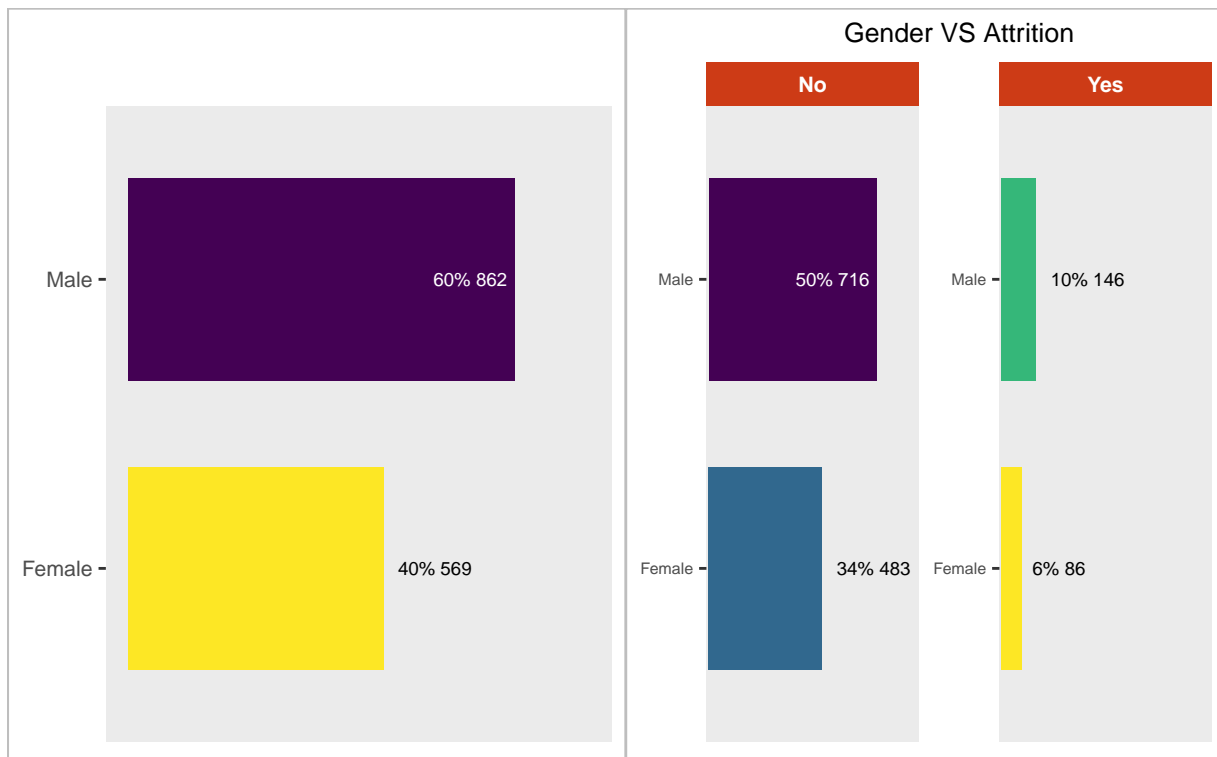 Gender VS Attrition
No
Yes
Male
60% 862
Female
40% 569
Male
50% 716
Female
34% 483
Male
10% 146
Female
6% 86